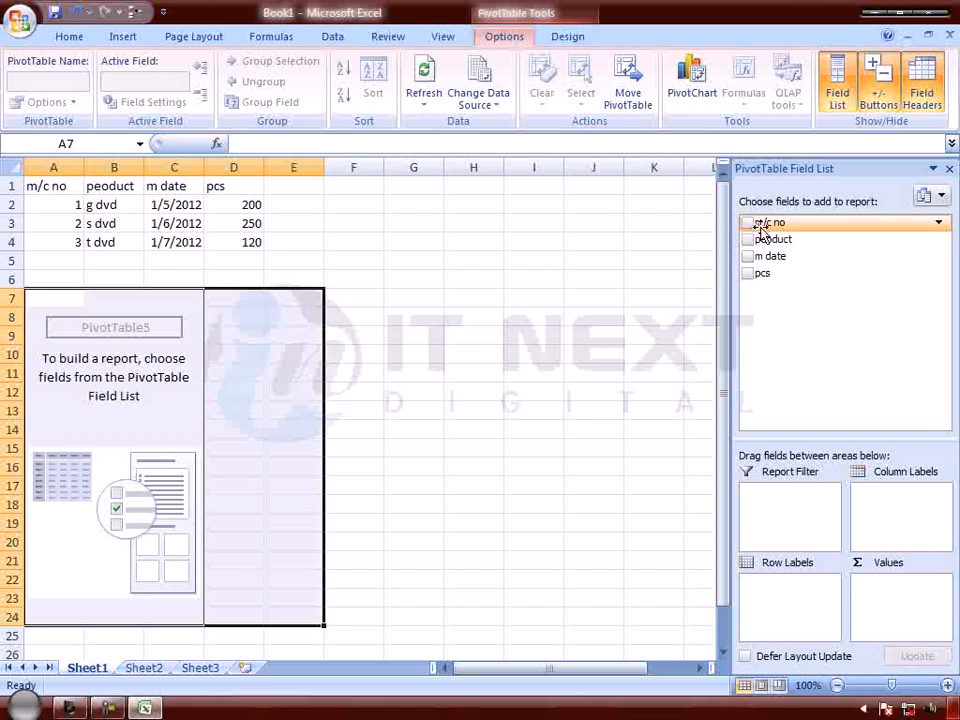 Book1 - Microsoft Excel
PivotTable Tools
Home Insert Page Layout Formulas Data Review View Options Design
PivotTable Name:
Options
PivotTable
Active Field:
Field Settings
Active Field
Group Selection
Ungroup
Group Field
Group
Sort
Sort
Refresh
Change Data Source
Data
Clear
Select
Move PivotTable
Actions
PivotChart
Formulas
OLAP tools
Tools
Field List
+/- Buttons
Field Headers
Show/Hide
A7
fx
A B C D E F G H I J K L
1 m/c no peoduct m date pcs
2 1 g dvd 1/5/2012 200
3 2 s dvd 1/6/2012 250
4 3 t dvd 1/7/2012 120
5
6
7
8
9
10
11
12
13
14
15
16
17
18
19
20
21
22
23
24
25
26
PivotTable5
To build a report, choose
fields from the PivotTable
Field List
IT NEXT
DIGITAL
PivotTable Field List
Choose fields to add to report:
m/c no
peoduct
m date
pcs
Drag fields between areas below:
Report Filter
Column Labels
Row Labels
Σ Values
Defer Layout Update
Update
Sheet1 Sheet2 Sheet3
Ready
100%